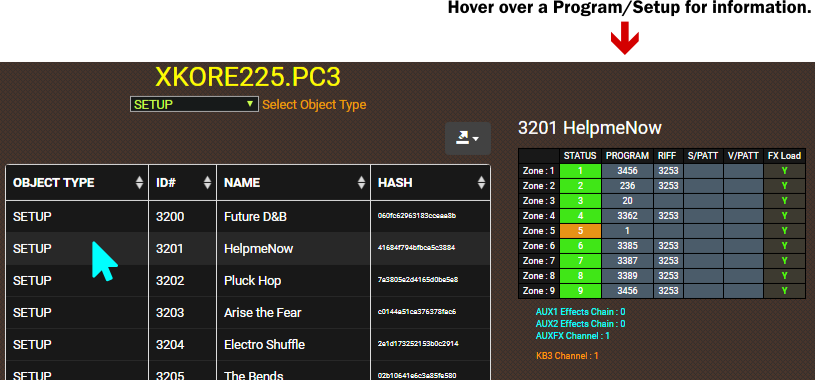 Hover over a Program/Setup for information.
XKORE225.PC3
SETUP Select Object Type
OBJECT TYPE ID# NAME HASH
SETUP 3200 Future D&B 060fc62963183cceaa8b
SETUP 3201 HelpmeNow 41684f794bfbca5c3884
SETUP 3202 Pluck Hop 7a3805e2d4165d0be5e8
SETUP 3203 Arise the Fear c0144e51ca376378fac6
SETUP 3204 Electro Shuffle 2e1d173252153b0c2914
SETUP 3205 The Bends 02b10641e6c3a85fe580
3201 HelpmeNow
STATUS PROGRAM RIFF S/PATT V/PATT FX Load
Zone : 1 1 3456 3253 Y
Zone : 2 2 236 3253 Y
Zone : 3 3 20 Y
Zone : 4 4 3362 3253 Y
Zone : 5 5 1 Y
Zone : 6 6 3385 3253 Y
Zone : 7 7 3387 3253 Y
Zone : 8 8 3389 3253 Y
Zone : 9 9 3456 3253 Y
AUX1 Effects Chain : 0
AUX2 Effects Chain : 0
AUXFX Channel : 1
KB3 Channel : 1